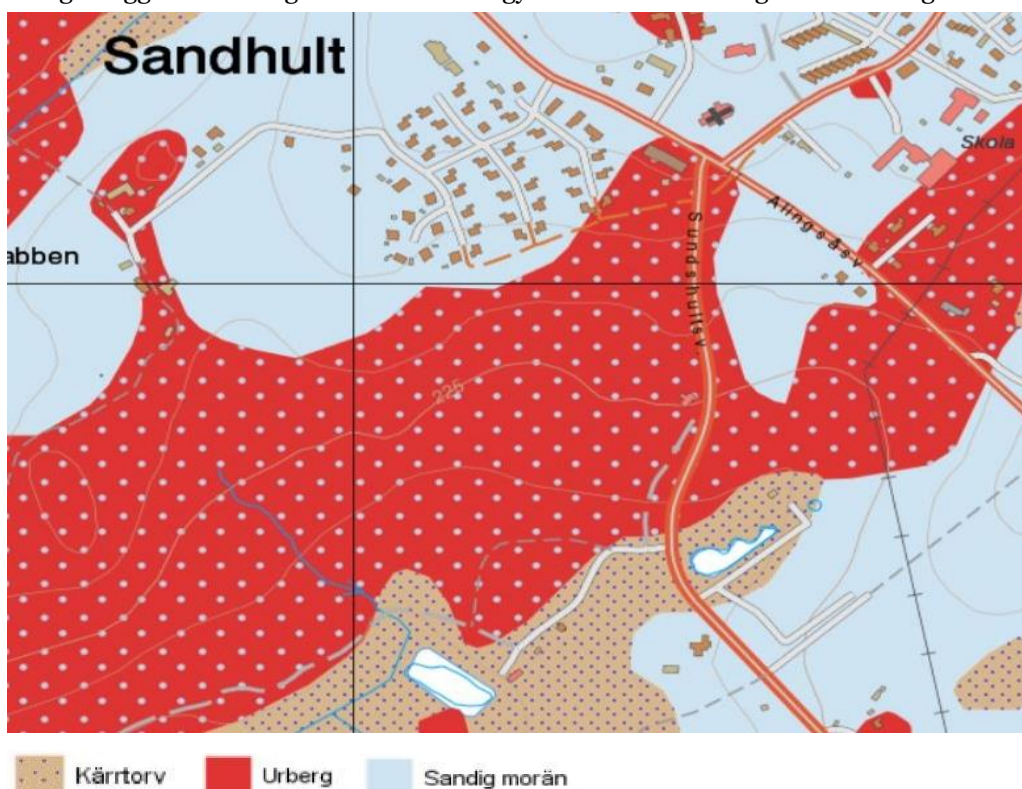 Sandhult
Skola
Alingsåsv.
Sundshultsv.
abben
225
Kärrtorv
Urberg
Sandig morän